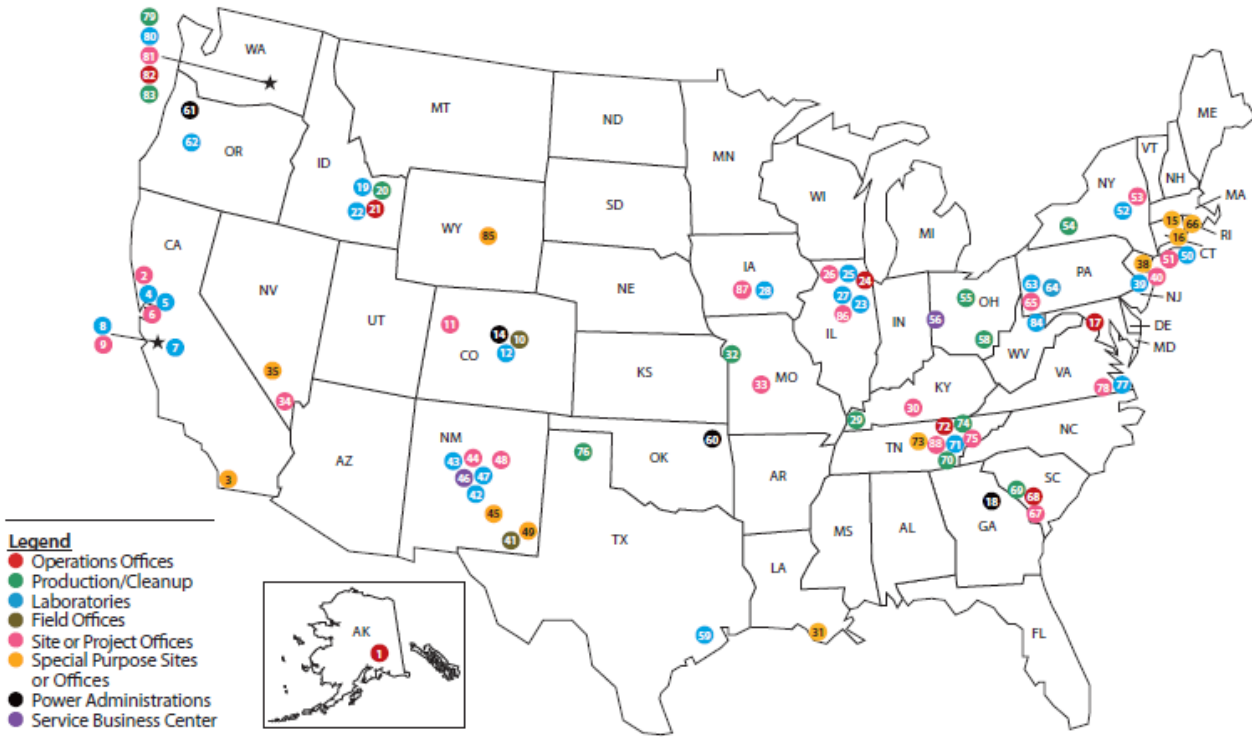 79
80
81
82
83
WA
61
62
OR
ID
19
20
22
21
MT
ND
MN
SD
WY
85
WI
MI
ME
VT
NH
NY
53
52
54
MA
15
66
RI
16
CT
51
50
38
40
39
NJ
PA
63
64
65
84
17
DE
MD
CA
2
4
5
6
8
9
7
NV
35
34
3
UT
11
CO
14
10
12
NE
IA
87
28
26
25
24
27
23
86
IL
IN
56
55
OH
58
WV
VA
78
77
KS
32
33
MO
KY
30
29
72
74
73
88
71
75
TN
70
NC
AZ
NM
43
44
48
46
47
42
45
49
41
76
60
OK
AR
TX
59
LA
31
MS
AL
GA
18
SC
69
68
67
FL
AK
1
Legend
Operations Offices
Production/Cleanup
Laboratories
Field Offices
Site or Project Offices
Special Purpose Sites
or Offices
Power Administrations
Service Business Center